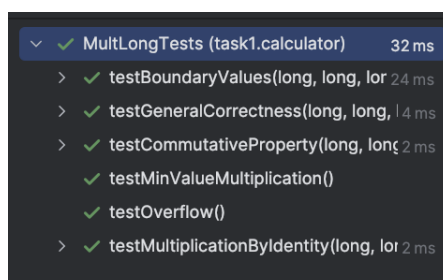 MultLongTests (task1.calculator) 32 ms
testBoundaryValues(long, long, lor 24 ms
testGeneralCorrectness(long, long, l 4 ms
testCommutativeProperty(long, long 2 ms
testMinValueMultiplication()
testOverflow()
testMultiplicationByIdentity(long, lor 2 ms